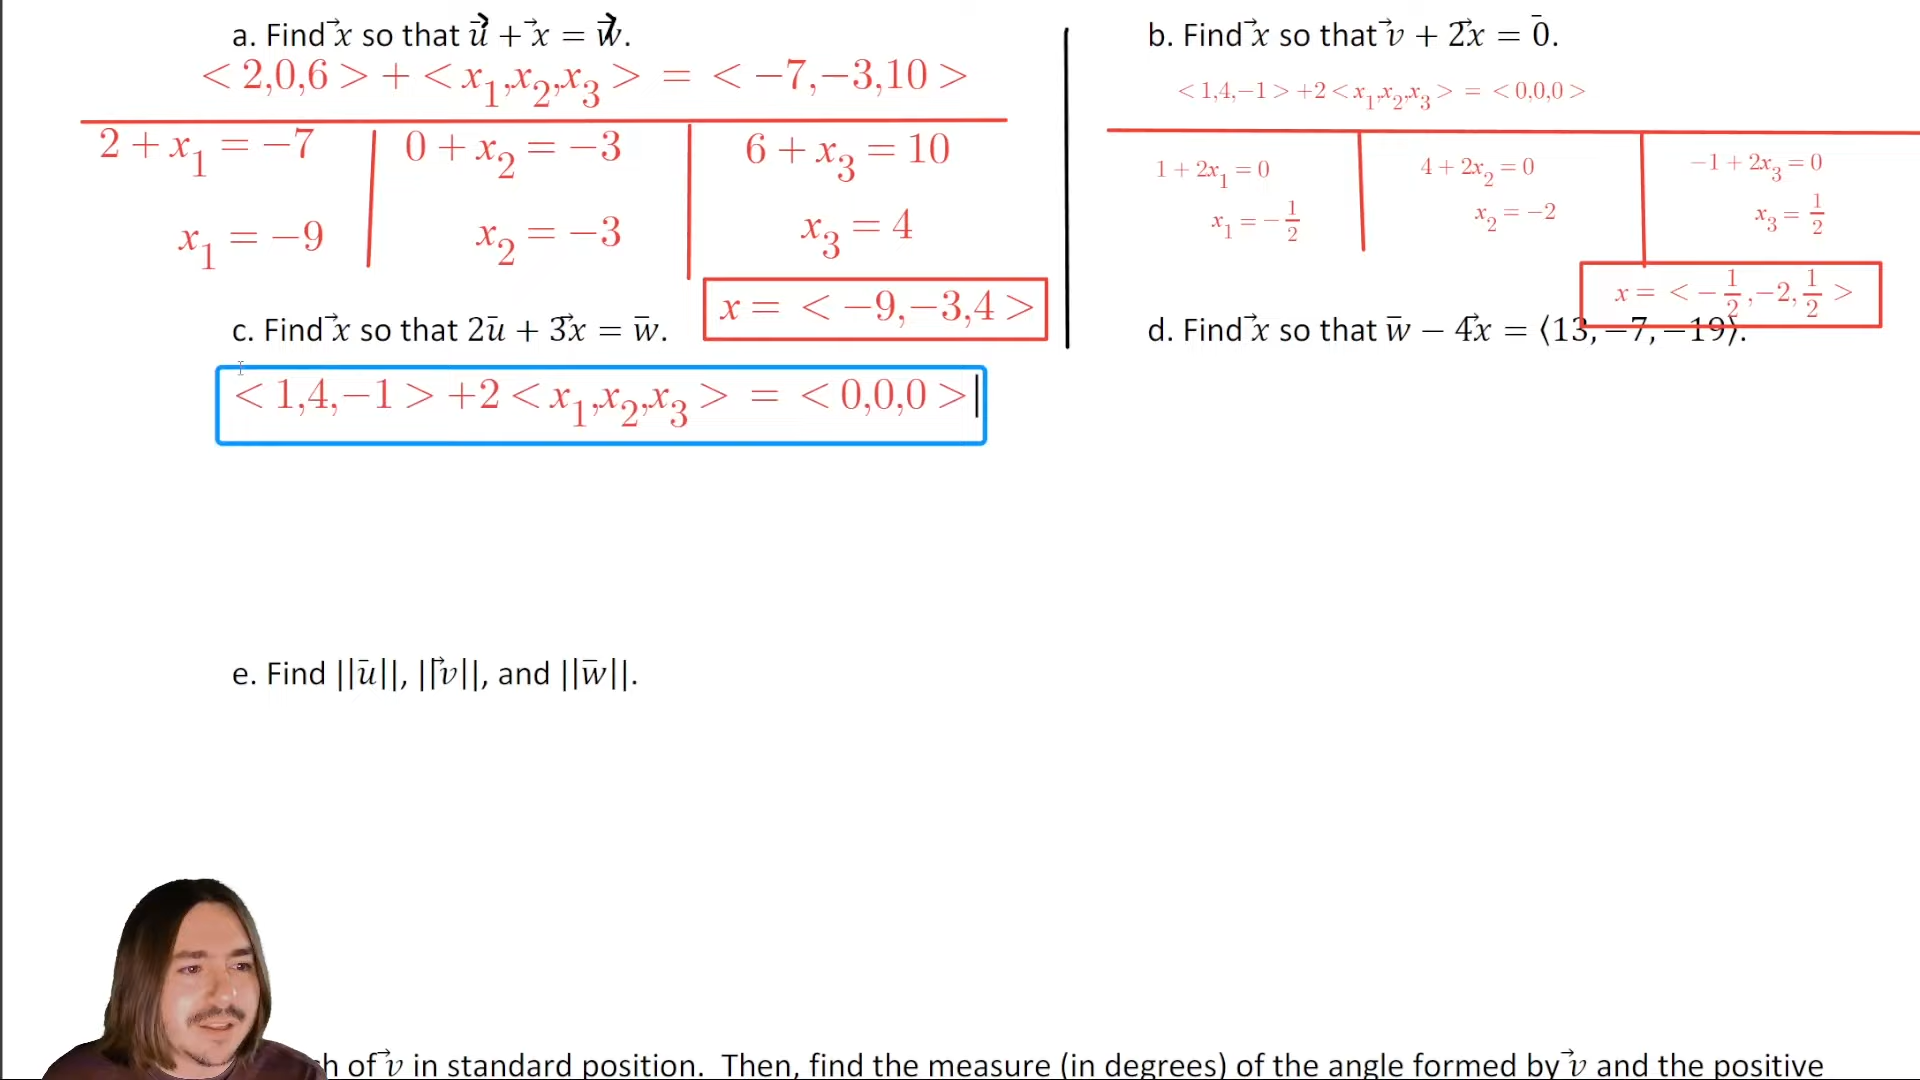 a. Find x⃗ so that u⃗ + x⃗ = w⃗.
< 2,0,6 > + < x₁,x₂,x₃ > = < −7,−3,10 >
2 + x₁ = −7
0 + x₂ = −3
6 + x₃ = 10
x₁ = −9
x₂ = −3
x₃ = 4
x = < −9,−3,4 >
b. Find x⃗ so that v⃗ + 2x⃗ = 0̄.
< 1,4,−1 > +2 < x₁,x₂,x₃ > = < 0,0,0 >
1 + 2x₁ = 0
4 + 2x₂ = 0
−1 + 2x₃ = 0
x₁ = −1/2
x₂ = −2
x₃ = 1/2
x = < −1/2,−2,1/2 >
c. Find x⃗ so that 2ū + 3x⃗ = w̄.
< 1,4,−1 > +2 < x₁,x₂,x₃ > = < 0,0,0 >
d. Find x⃗ so that w̄ − 4x⃗ = ⟨13, −7, −19⟩.
e. Find ||ū||, ||v⃗||, and ||w̄||.
of v⃗ in standard position. Then, find the measure (in degrees) of the angle formed by v⃗ and the positive